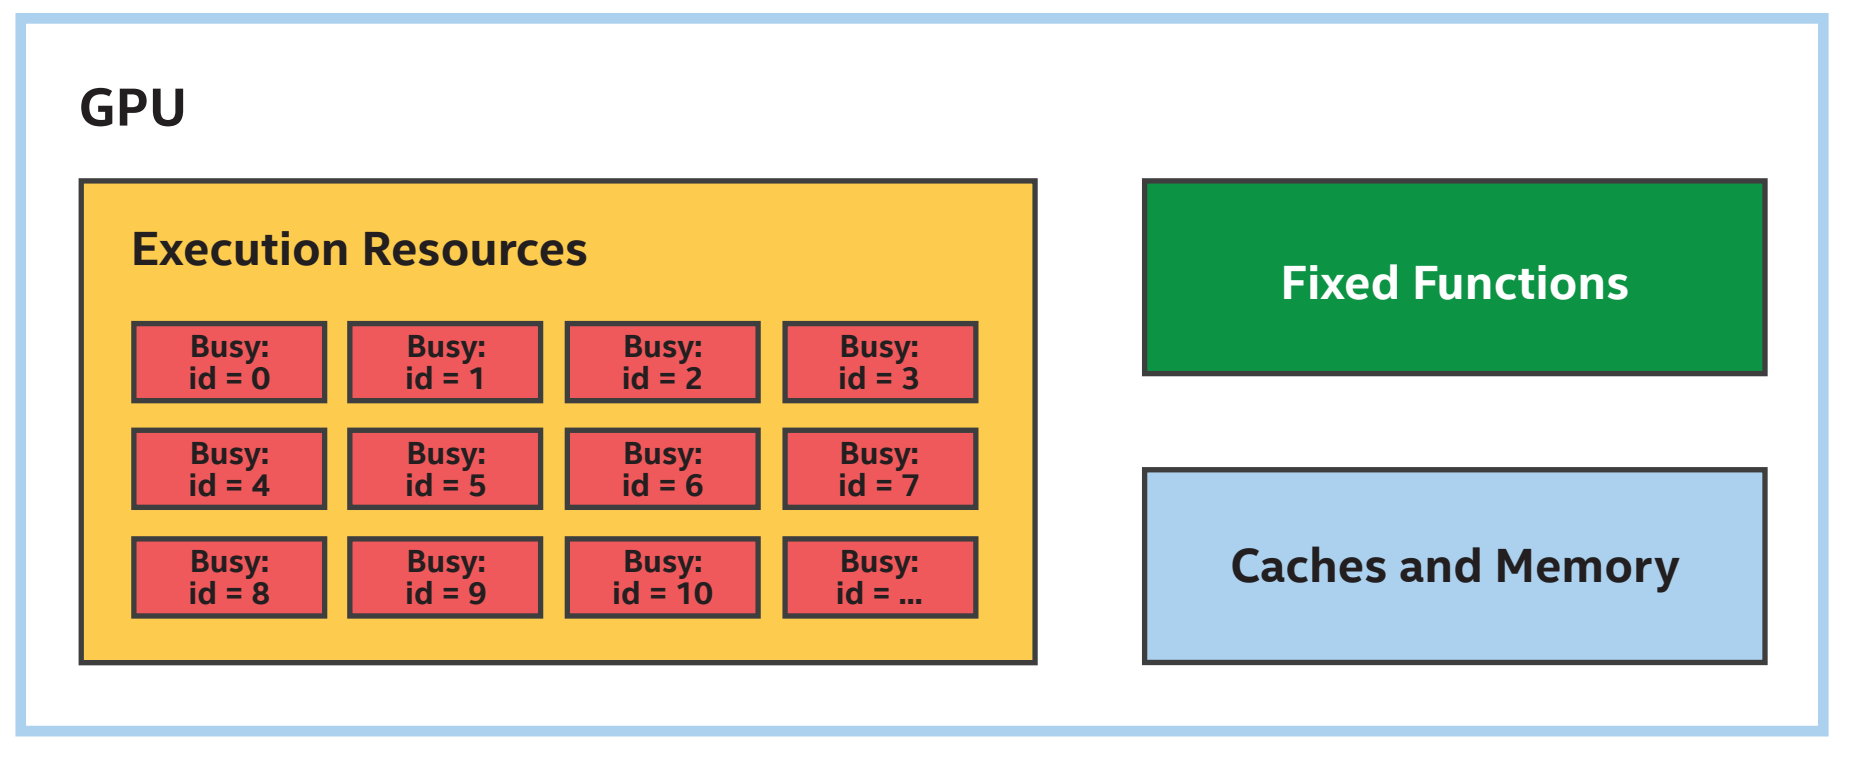 GPU
Execution Resources
Busy:
id = 0
Busy:
id = 1
Busy:
id = 2
Busy:
id = 3
Busy:
id = 4
Busy:
id = 5
Busy:
id = 6
Busy:
id = 7
Busy:
id = 8
Busy:
id = 9
Busy:
id = 10
Busy:
id = ...
Fixed Functions
Caches and Memory